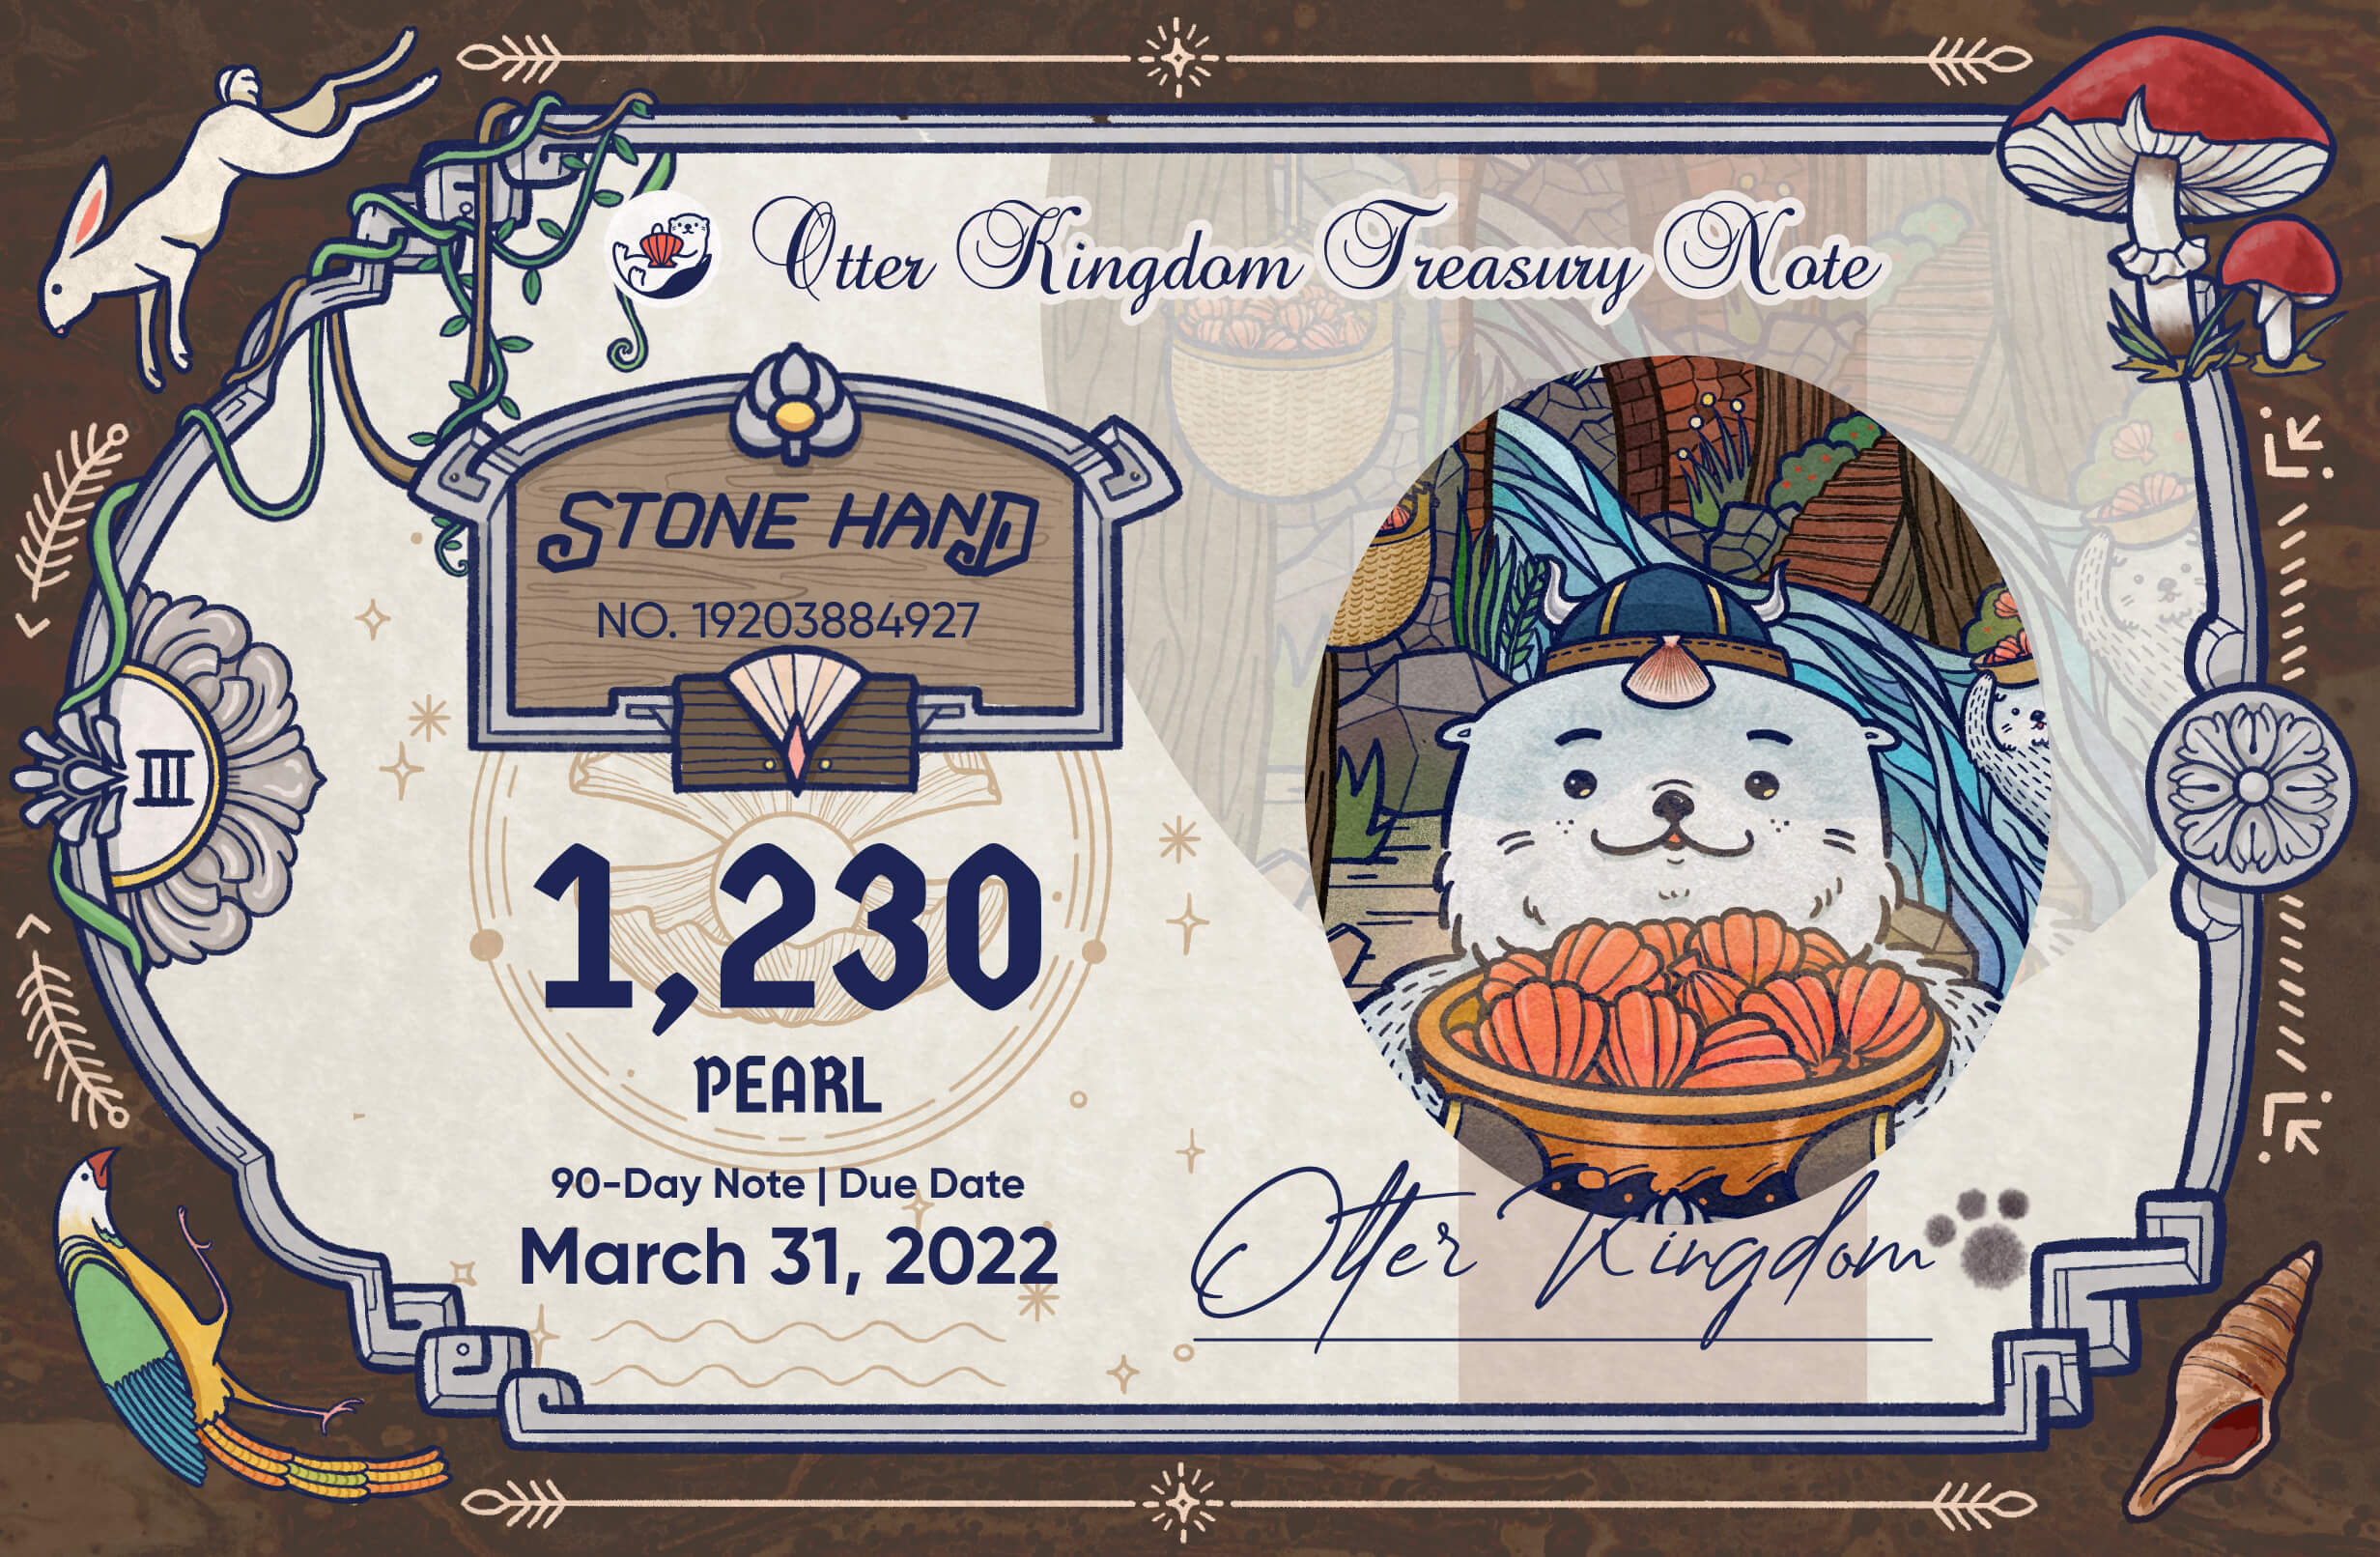 Otter Kingdom Treasury Note
STONE HAND
NO. 19203884927
III
1,230
PEARL
90-Day Note | Due Date
March 31, 2022
Otter Kingdom